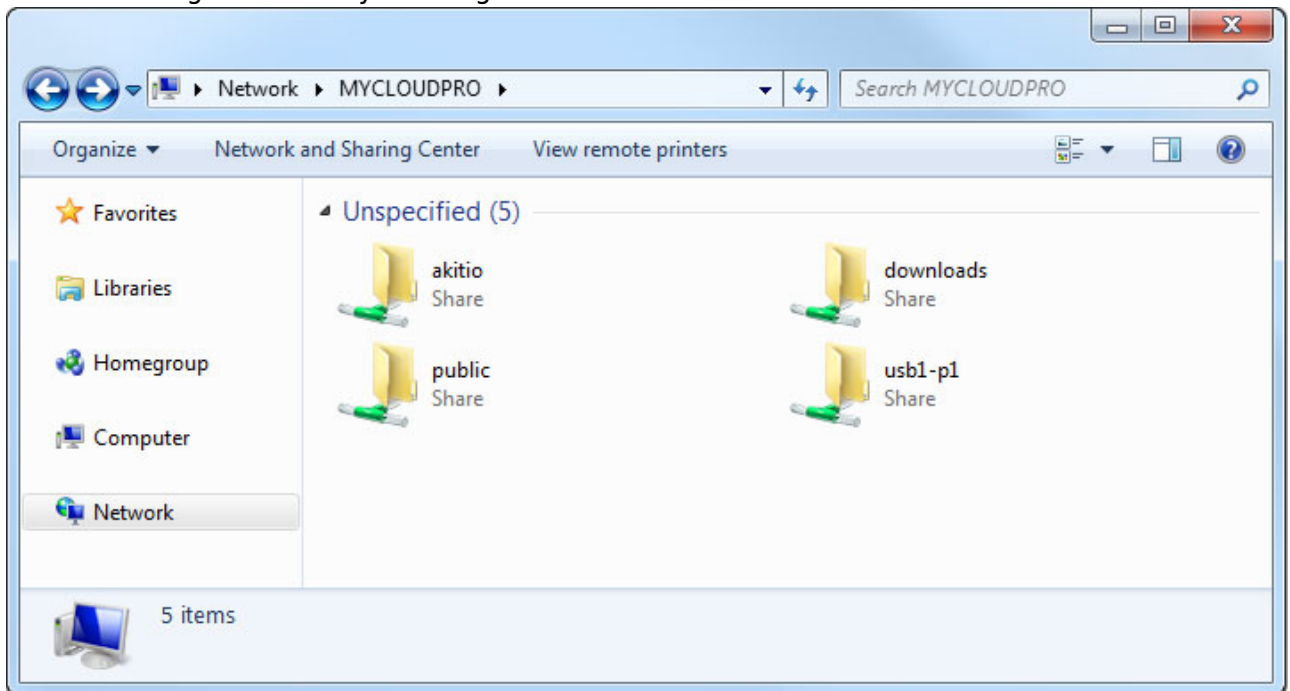 Network ▸ MYCLOUDPRO ▸
Search MYCLOUDPRO
Organize Network and Sharing Center View remote printers
Favorites
Libraries
Homegroup
Computer
Network
Unspecified (5)
akitio
Share
downloads
Share
public
Share
usb1-p1
Share
5 items